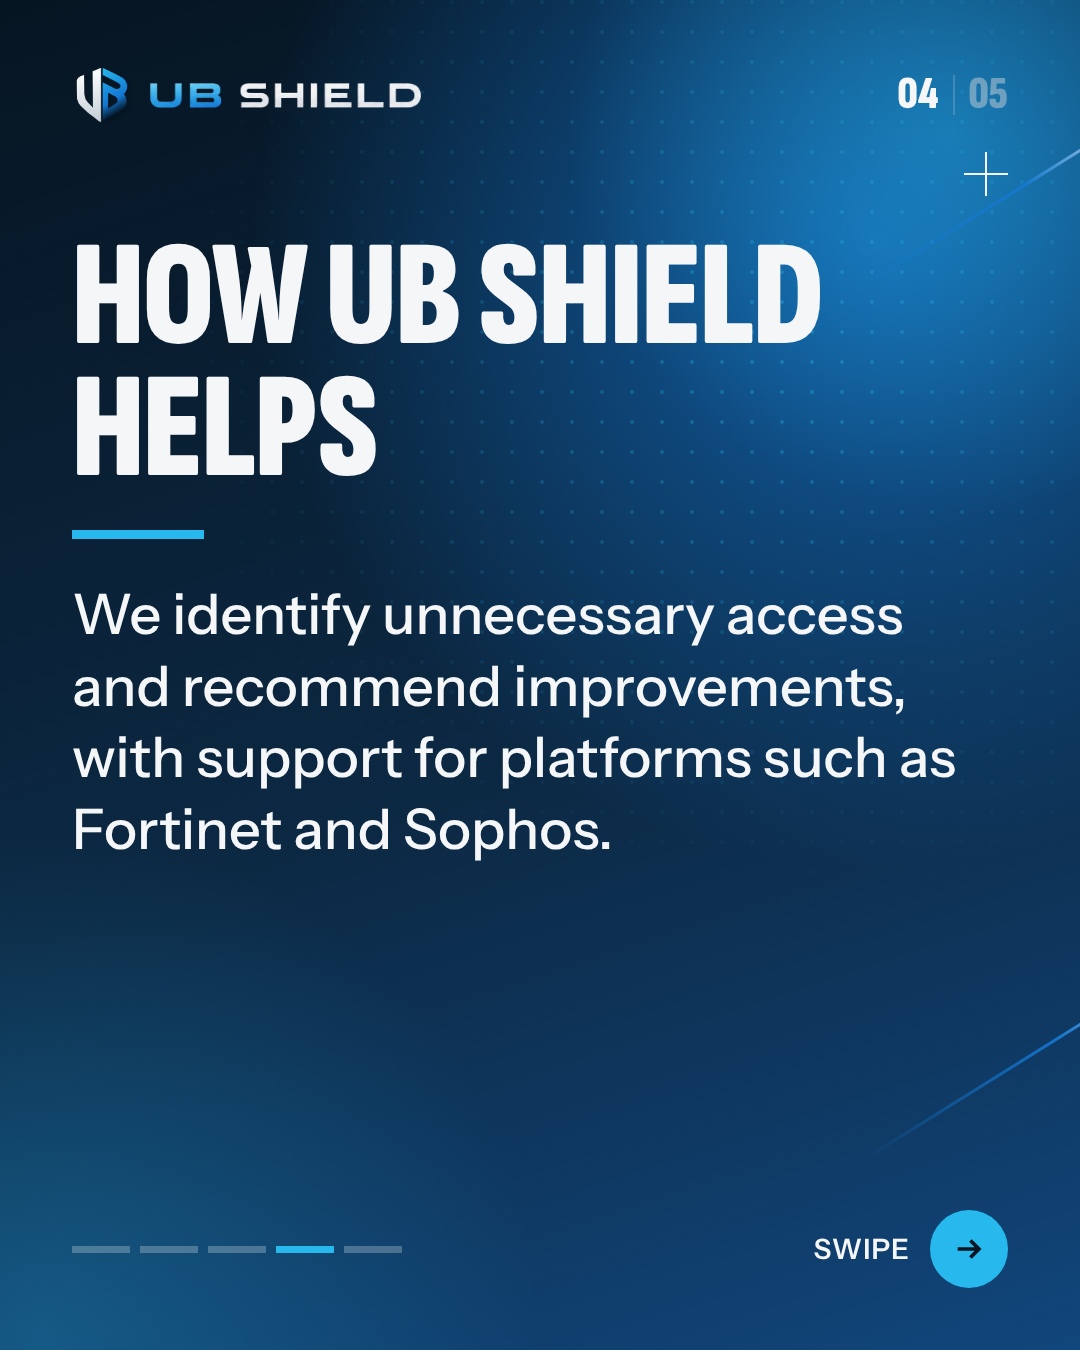 UB SHIELD
04 | 05
HOW UB SHIELD
HELPS
We identify unnecessary access
and recommend improvements,
with support for platforms such as
Fortinet and Sophos.
SWIPE